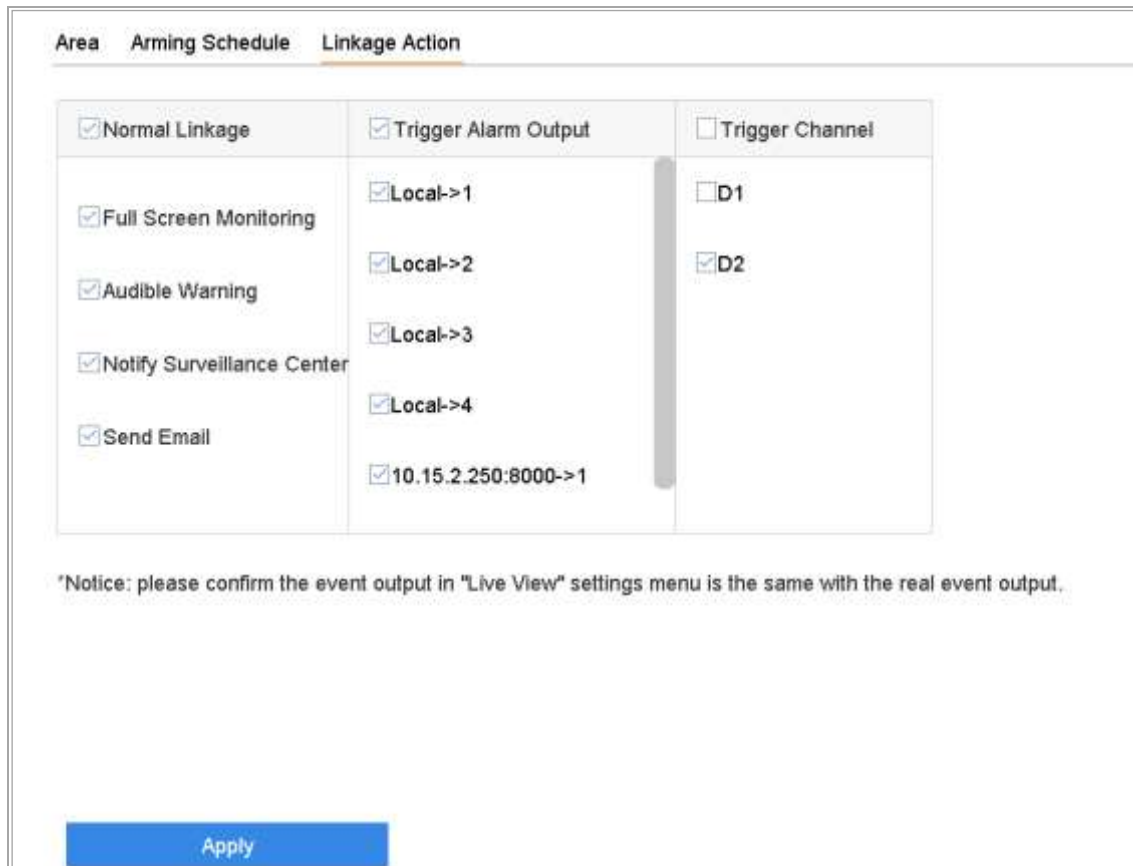 Area Arming Schedule Linkage Action
Normal Linkage Trigger Alarm Output Trigger Channel
Local->1 D1
Full Screen Monitoring
Local->2 D2
Audible Warning
Local->3
Notify Surveillance Center
Local->4
Send Email
10.15.2.250:8000->1
*Notice: please confirm the event output in "Live View" settings menu is the same with the real event output.
Apply